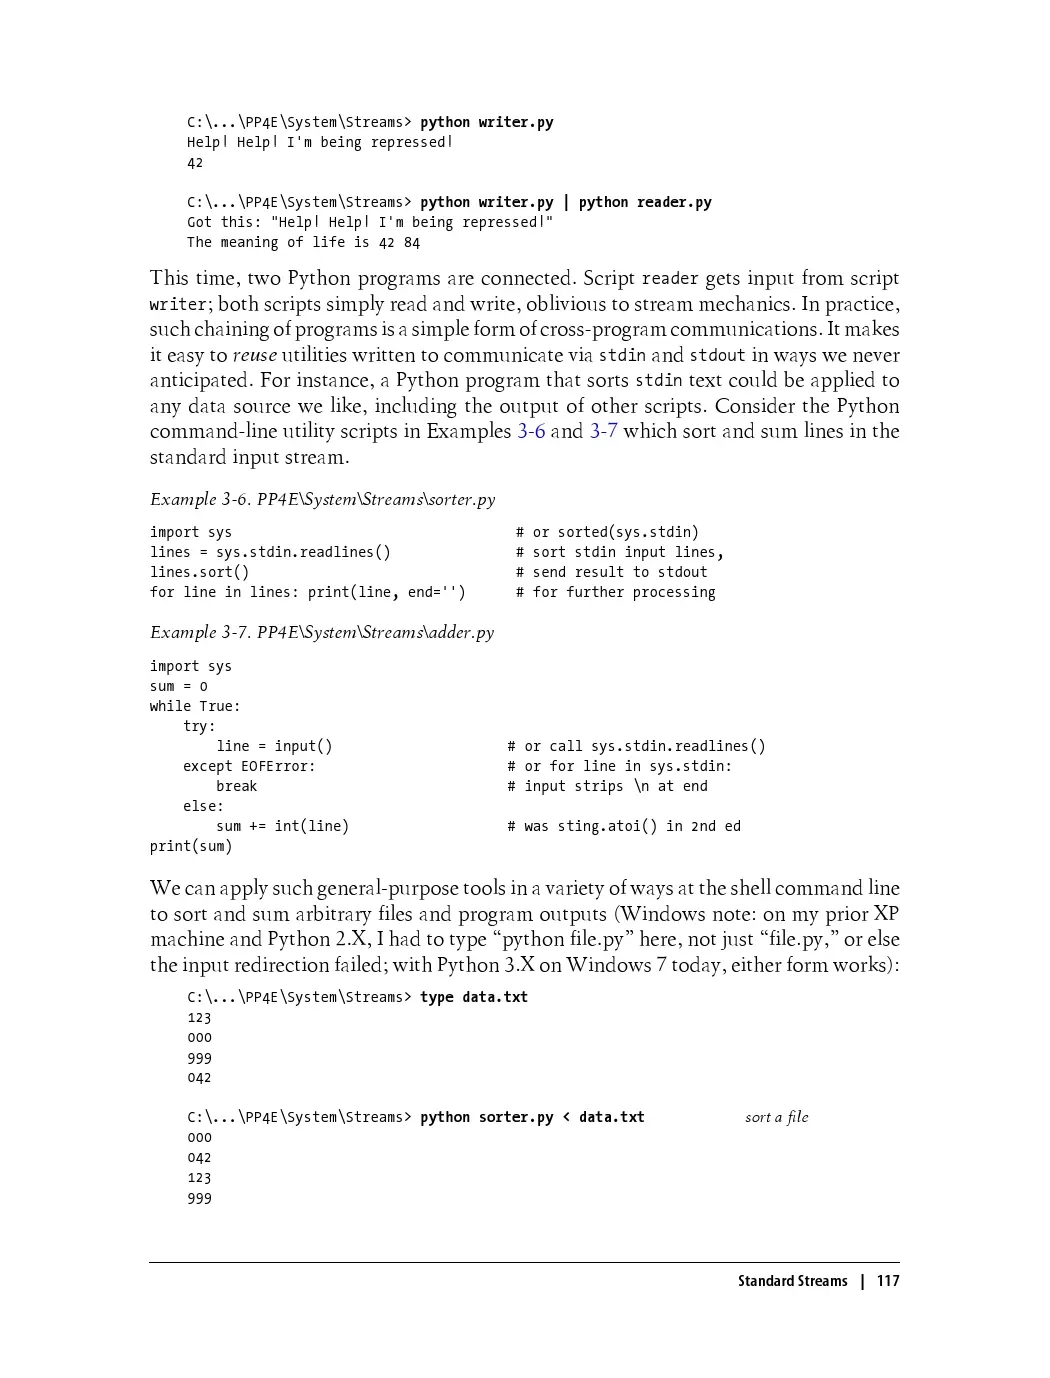 C:\...\PP4E\System\Streams> python writer.py
Help! Help! I'm being repressed!
42
C:\...\PP4E\System\Streams> python writer.py | python reader.py
Got this: "Help! Help! I'm being repressed!"
The meaning of life is 42 84
This time, two Python programs are connected. Script reader gets input from script
writer; both scripts simply read and write, oblivious to stream mechanics. In practice,
such chaining of programs is a simple form of cross-program communications. It makes
it easy to reuse utilities written to communicate via stdin and stdout in ways we never
anticipated. For instance, a Python program that sorts stdin text could be applied to
any data source we like, including the output of other scripts. Consider the Python
command-line utility scripts in Examples 3-6 and 3-7 which sort and sum lines in the
standard input stream.
Example 3-6. PP4E\System\Streams\sorter.py
import sys # or sorted(sys.stdin)
lines = sys.stdin.readlines() # sort stdin input lines,
lines.sort() # send result to stdout
for line in lines: print(line, end='') # for further processing
Example 3-7. PP4E\System\Streams\adder.py
import sys
sum = 0
while True:
    try:
        line = input() # or call sys.stdin.readlines()
    except EOFError: # or for line in sys.stdin:
        break # input strips \n at end
    else:
        sum += int(line) # was sting.atoi() in 2nd ed
print(sum)
We can apply such general-purpose tools in a variety of ways at the shell command line
to sort and sum arbitrary files and program outputs (Windows note: on my prior XP
machine and Python 2.X, I had to type “python file.py” here, not just “file.py,” or else
the input redirection failed; with Python 3.X on Windows 7 today, either form works):
C:\...\PP4E\System\Streams> type data.txt
123
000
999
042
C:\...\PP4E\System\Streams> python sorter.py < data.txt sort a file
000
042
123
999
Standard Streams | 117